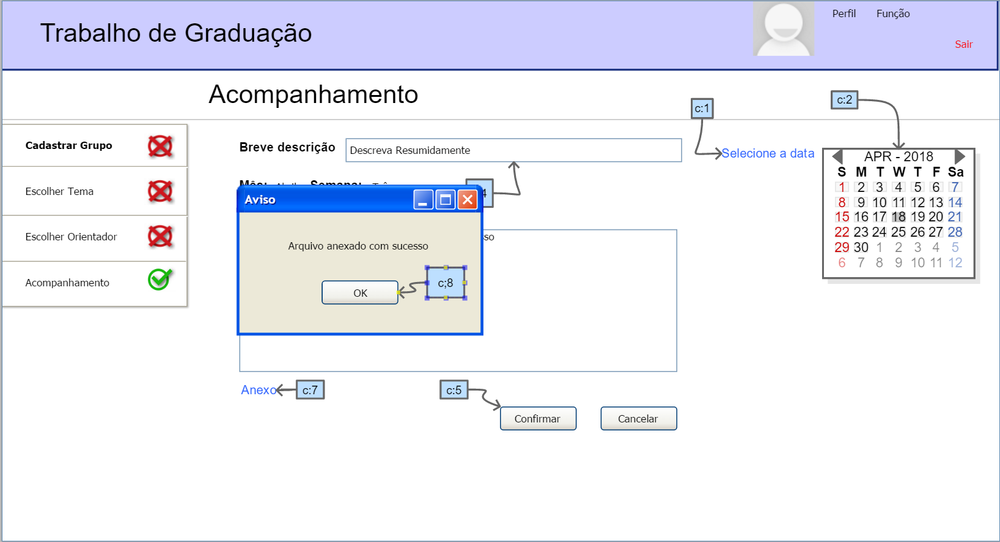 Perfil Função
Trabalho de Graduação
Sair
Acompanhamento
c:1
c:2
Cadastrar Grupo
Escolher Tema
Escolher Orientador
Acompanhamento
Breve descrição
Descreva Resumidamente
Selecione a data
APR - 2018
S M T W T F Sa
1 2 3 4 5 6 7
8 9 10 11 12 13 14
15 16 17 18 19 20 21
22 23 24 25 26 27 28
29 30 1 2 3 4 5
6 7 8 9 10 11 12
Mês: Semana:
4
Aviso
sso
Arquivo anexado com sucesso
c;8
OK
Anexo
c:7
c:5
Confirmar
Cancelar